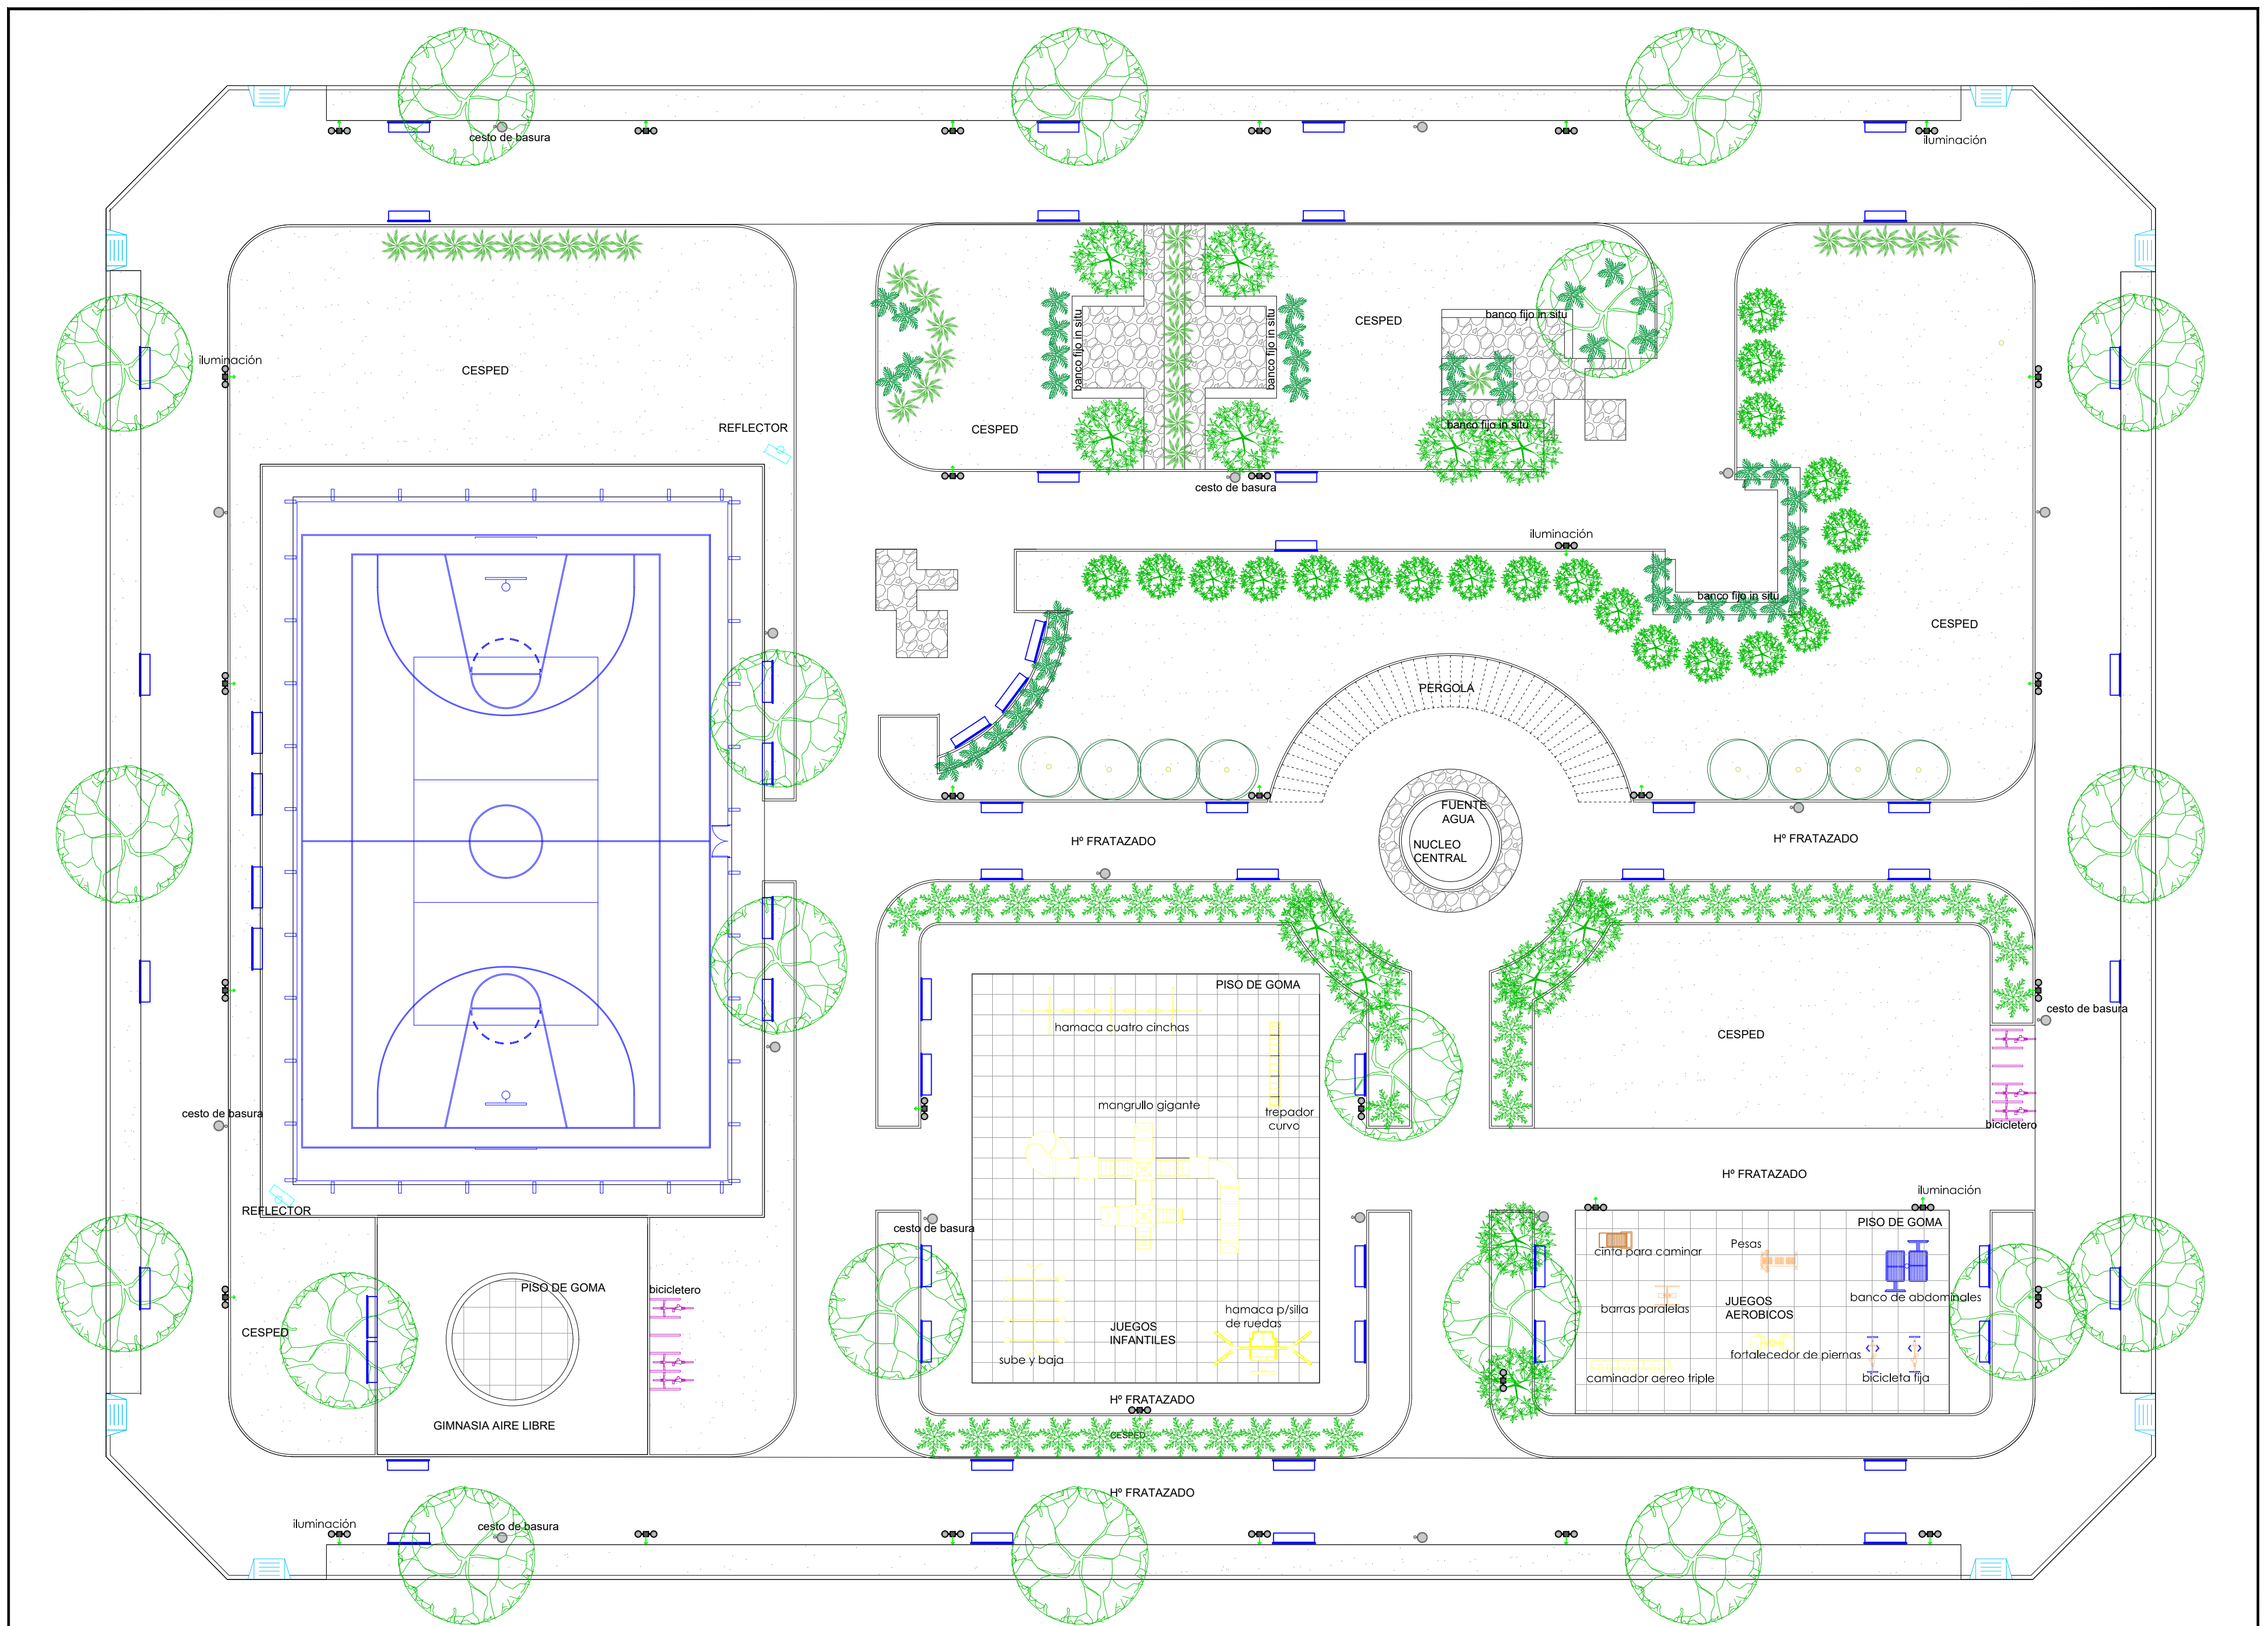 cesto de basura
iluminación
iluminación
CESPED
REFLECTOR
CESPED
banco fijo in situ
banco fijo in situ
CESPED
banco fijo in situ
banco fijo in situ
cesto de basura
iluminación
banco fijo in situ
CESPED
PERGOLA
FUENTE
AGUA
NUCLEO
CENTRAL
Hº FRATAZADO
Hº FRATAZADO
PISO DE GOMA
hamaca cuatro cinchas
mangrullo gigante
trepador
curvo
CESPED
cesto de basura
bicicletero
cesto de basura
REFLECTOR
Hº FRATAZADO
iluminación
cesto de basura
PISO DE GOMA
cinta para caminar
Pesas
barras paralelas
JUEGOS
AEROBICOS
banco de abdominales
fortalecedor de piernas
caminador aereo triple
bicicleta fija
PISO DE GOMA
bicicletero
CESPED
GIMNASIA AIRE LIBRE
JUEGOS
INFANTILES
hamaca p/silla
de ruedas
sube y baja
Hº FRATAZADO
CESPED
Hº FRATAZADO
iluminación
cesto de basura